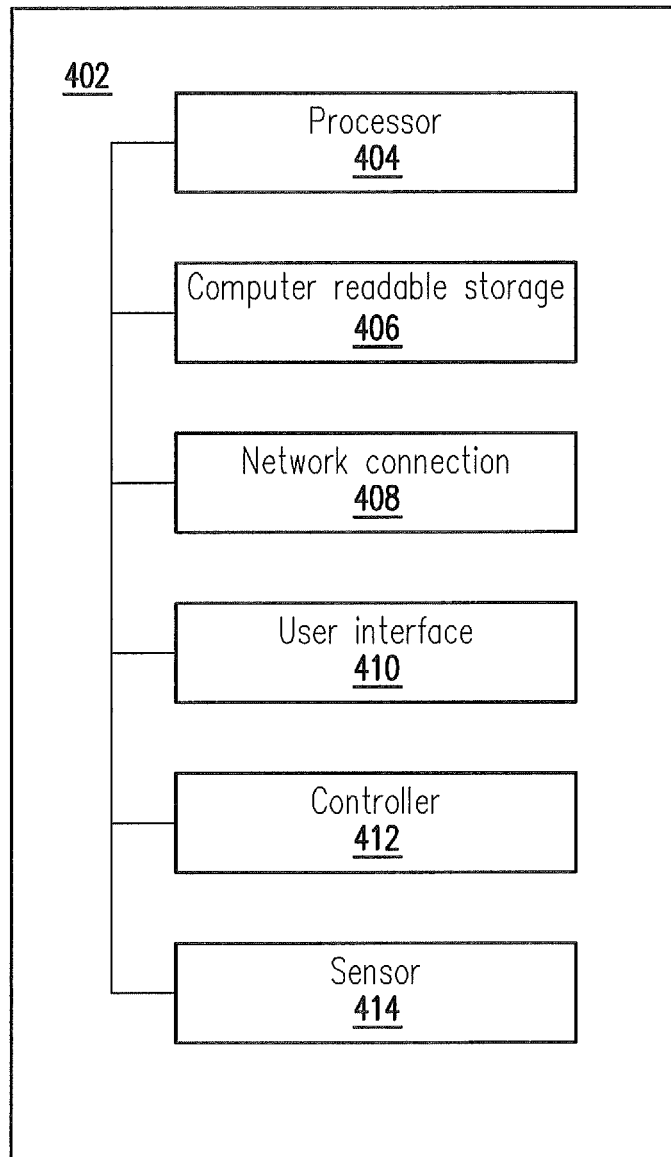 402
Processor
404
Computer readable storage
406
Network connection
408
User interface
410
Controller
412
Sensor
414